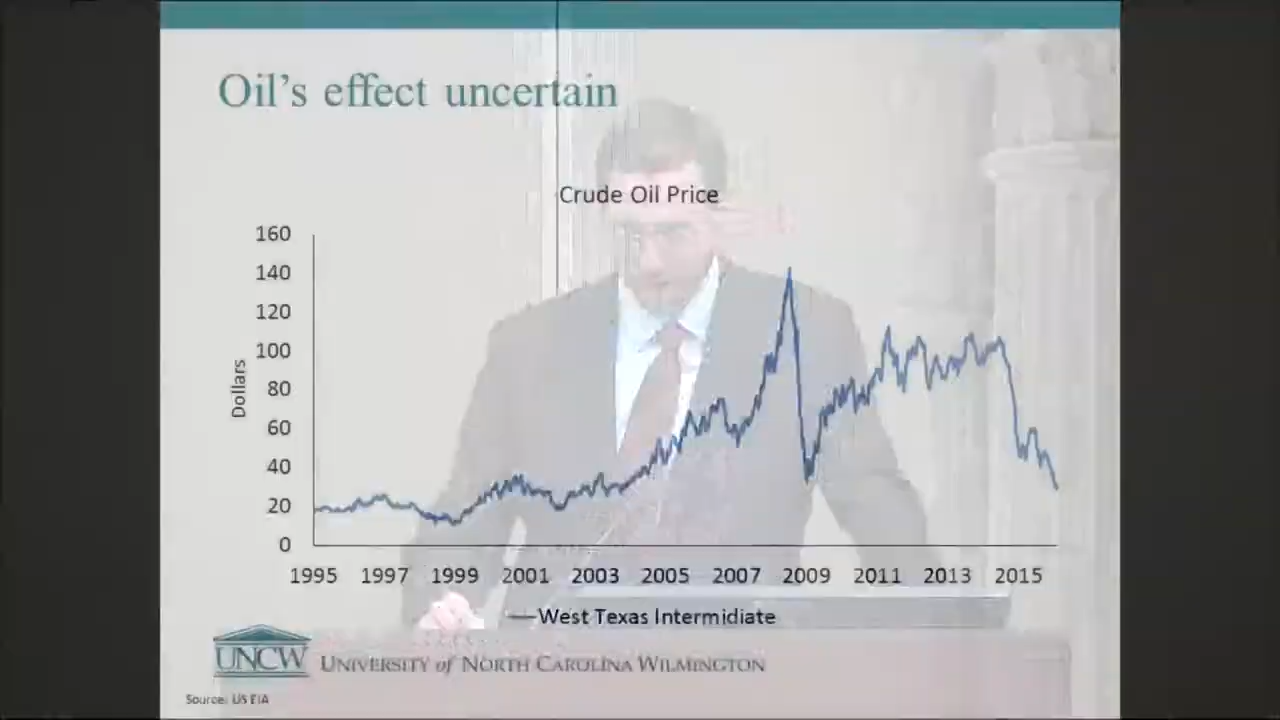 Oil's effect uncertain
Crude Oil Price
160
140
120
100
80
60
40
20
0
Dollars
1995 1997 1999 2001 2003 2005 2007 2009 2011 2013 2015
West Texas Intermidiate
UNCW UNIVERSITY of NORTH CAROLINA WILMINGTON
Source: US EIA